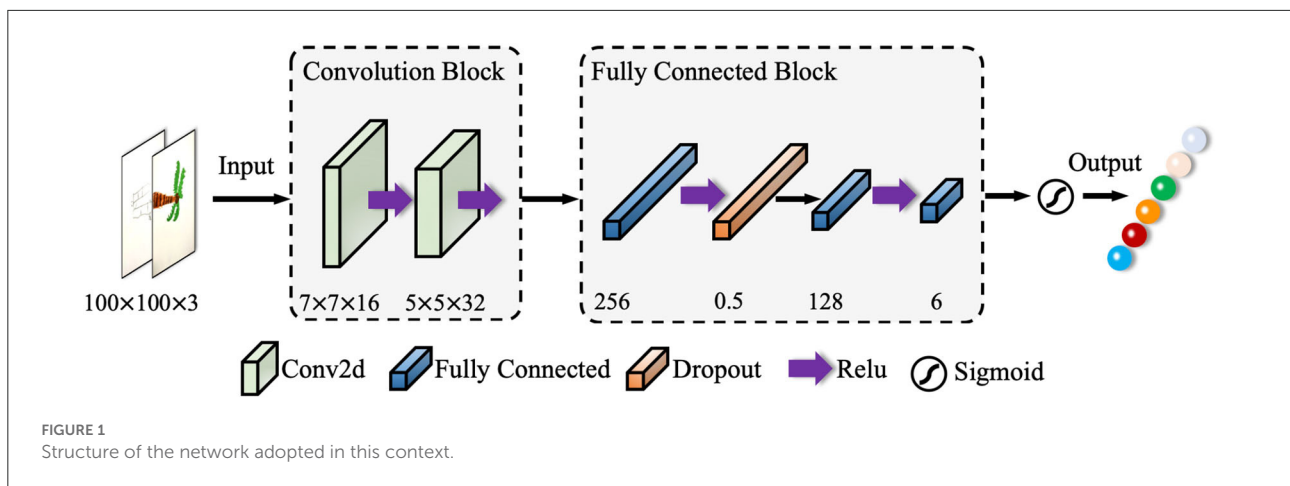 Convolution Block
Fully Connected Block
Input
Output
100×100×3
7×7×16
5×5×32
256
0.5
128
6
Conv2d
Fully Connected
Dropout
Relu
Sigmoid
FIGURE 1
Structure of the network adopted in this context.